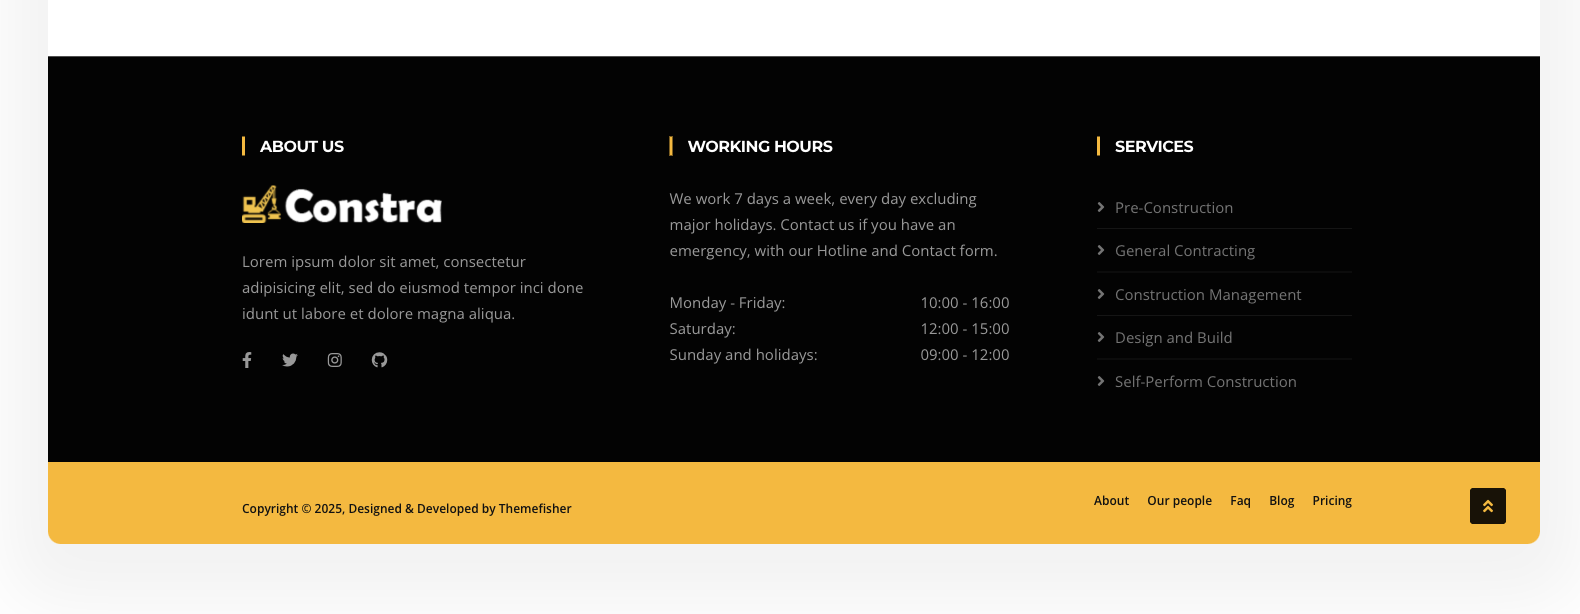 ABOUT US
Constra
Lorem ipsum dolor sit amet, consectetur
adipisicing elit, sed do eiusmod tempor inci done
idunt ut labore et dolore magna aliqua.
WORKING HOURS
We work 7 days a week, every day excluding
major holidays. Contact us if you have an
emergency, with our Hotline and Contact form.
Monday - Friday: 10:00 - 16:00
Saturday: 12:00 - 15:00
Sunday and holidays: 09:00 - 12:00
SERVICES
Pre-Construction
General Contracting
Construction Management
Design and Build
Self-Perform Construction
Copyright © 2025, Designed & Developed by Themefisher
About Our people Faq Blog Pricing